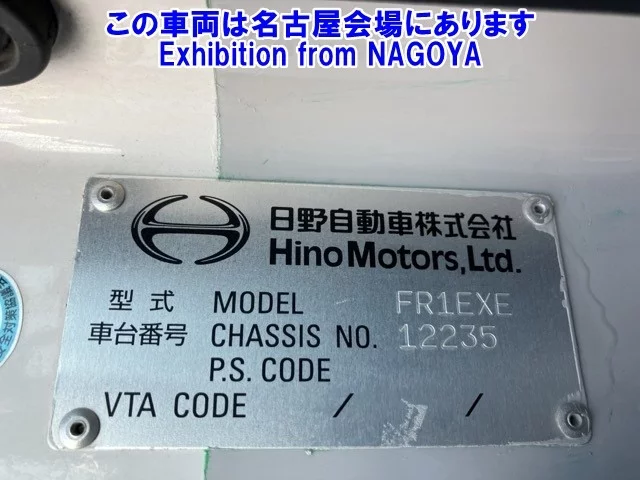 この車両は名古屋会場にあります
Exhibition from NAGOYA
日野自動車株式会社
Hino Motors, Ltd.
型式 MODEL FR1EXE
車台番号 CHASSIS NO. 12235
P.S. CODE
VTA CODE / /